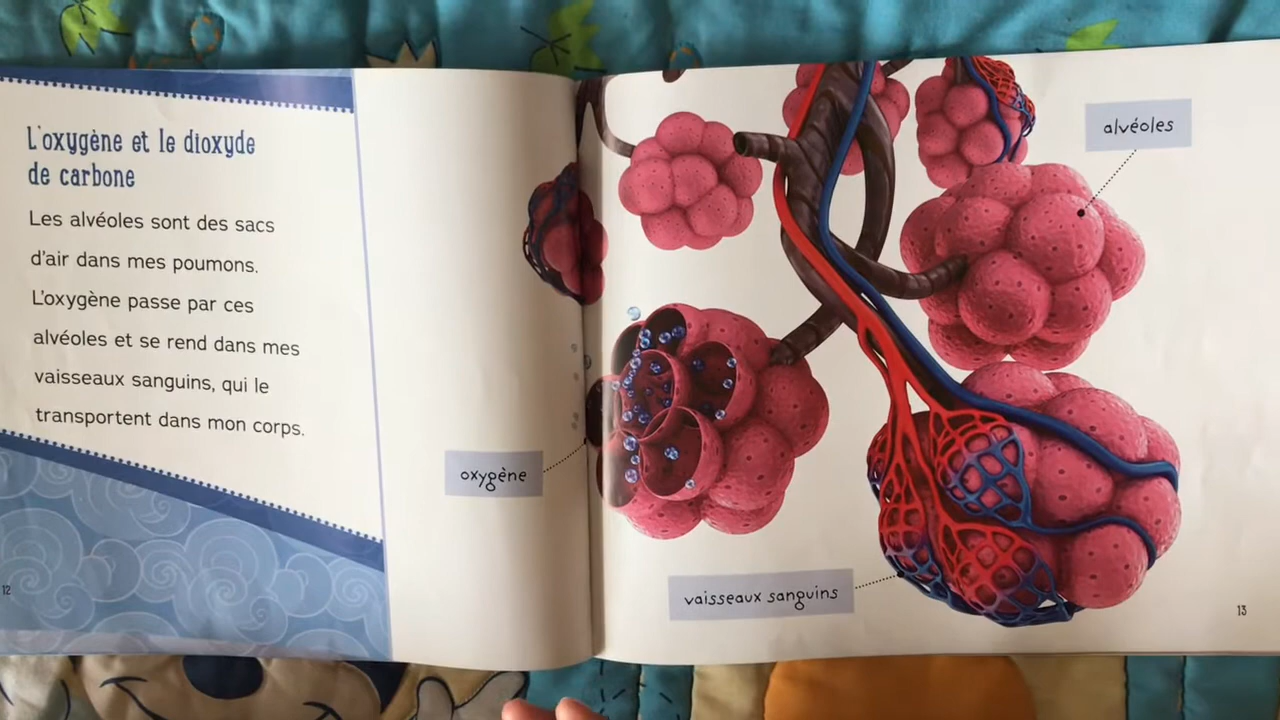 L'oxygène et le dioxyde
de carbone
Les alvéoles sont des sacs
d'air dans mes poumons.
L'oxygène passe par ces
alvéoles et se rend dans mes
vaisseaux sanguins, qui le
transportent dans mon corps.
12
oxygène
alvéoles
vaisseaux sanguins
13